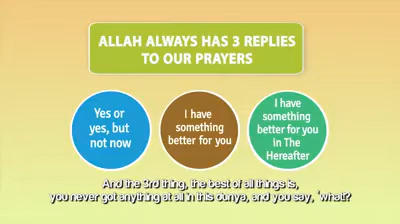 ALLAH ALWAYS HAS 3 REPLIES
TO OUR PRAYERS
Yes or
yes, but
not now
I have
something
better for you
I have
something
better for you
in The
Hereafter
And the 3rd thing, the best of all things is,
you never got anything at all in this dunya, and you say, 'what?